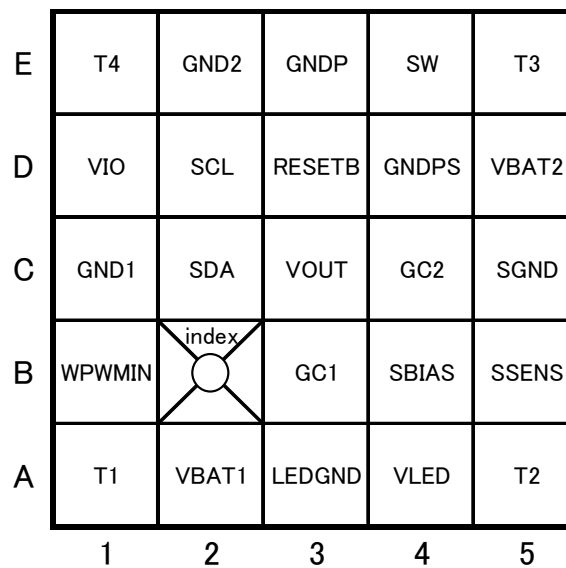 E T4 GND2 GNDP SW T3
D VIO SCL RESETB GNDPS VBAT2
C GND1 SDA VOUT GC2 SGND
B WPWMIN index GC1 SBIAS SSENS
A T1 VBAT1 LEDGND VLED T2
1 2 3 4 5